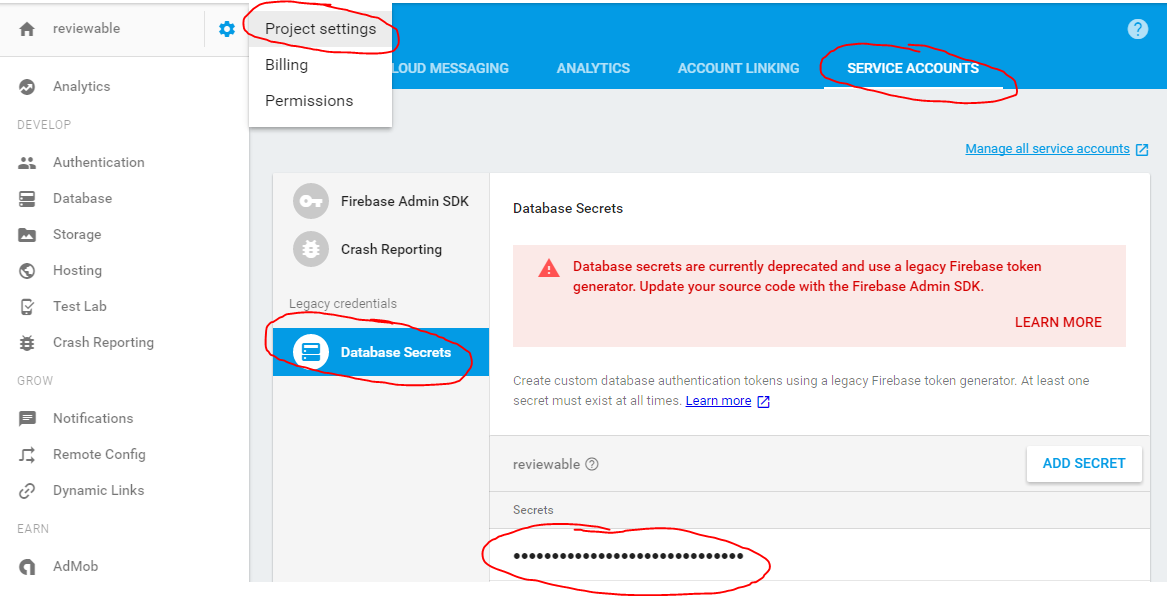 reviewable
Analytics
DEVELOP
Authentication
Database
Storage
Hosting
Test Lab
Crash Reporting
GROW
Notifications
Remote Config
Dynamic Links
EARN
AdMob
Project settings
Billing
Permissions
LOUD MESSAGING
ANALYTICS
ACCOUNT LINKING
SERVICE ACCOUNTS
?
Manage all service accounts
Firebase Admin SDK
Crash Reporting
Legacy credentials
Database Secrets
Database Secrets
Database secrets are currently deprecated and use a legacy Firebase token
generator. Update your source code with the Firebase Admin SDK.
LEARN MORE
Create custom database authentication tokens using a legacy Firebase token generator. At least one
secret must exist at all times. Learn more
reviewable ?
ADD SECRET
Secrets
••••••••••••••••••••••••••••••